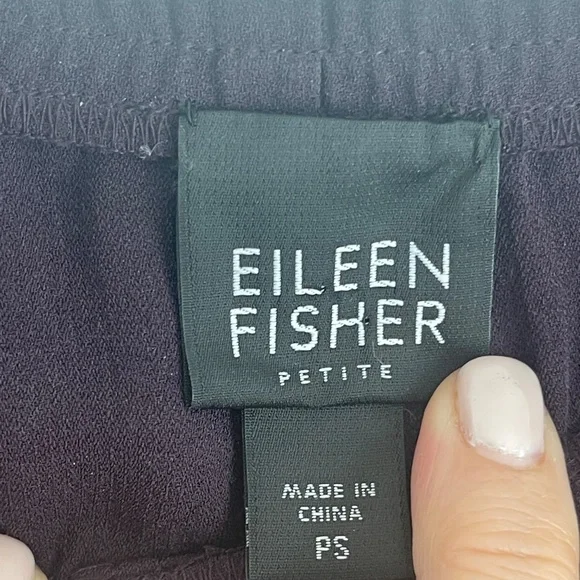 EILEEN
FISHER
PETITE
MADE IN
CHINA
PS